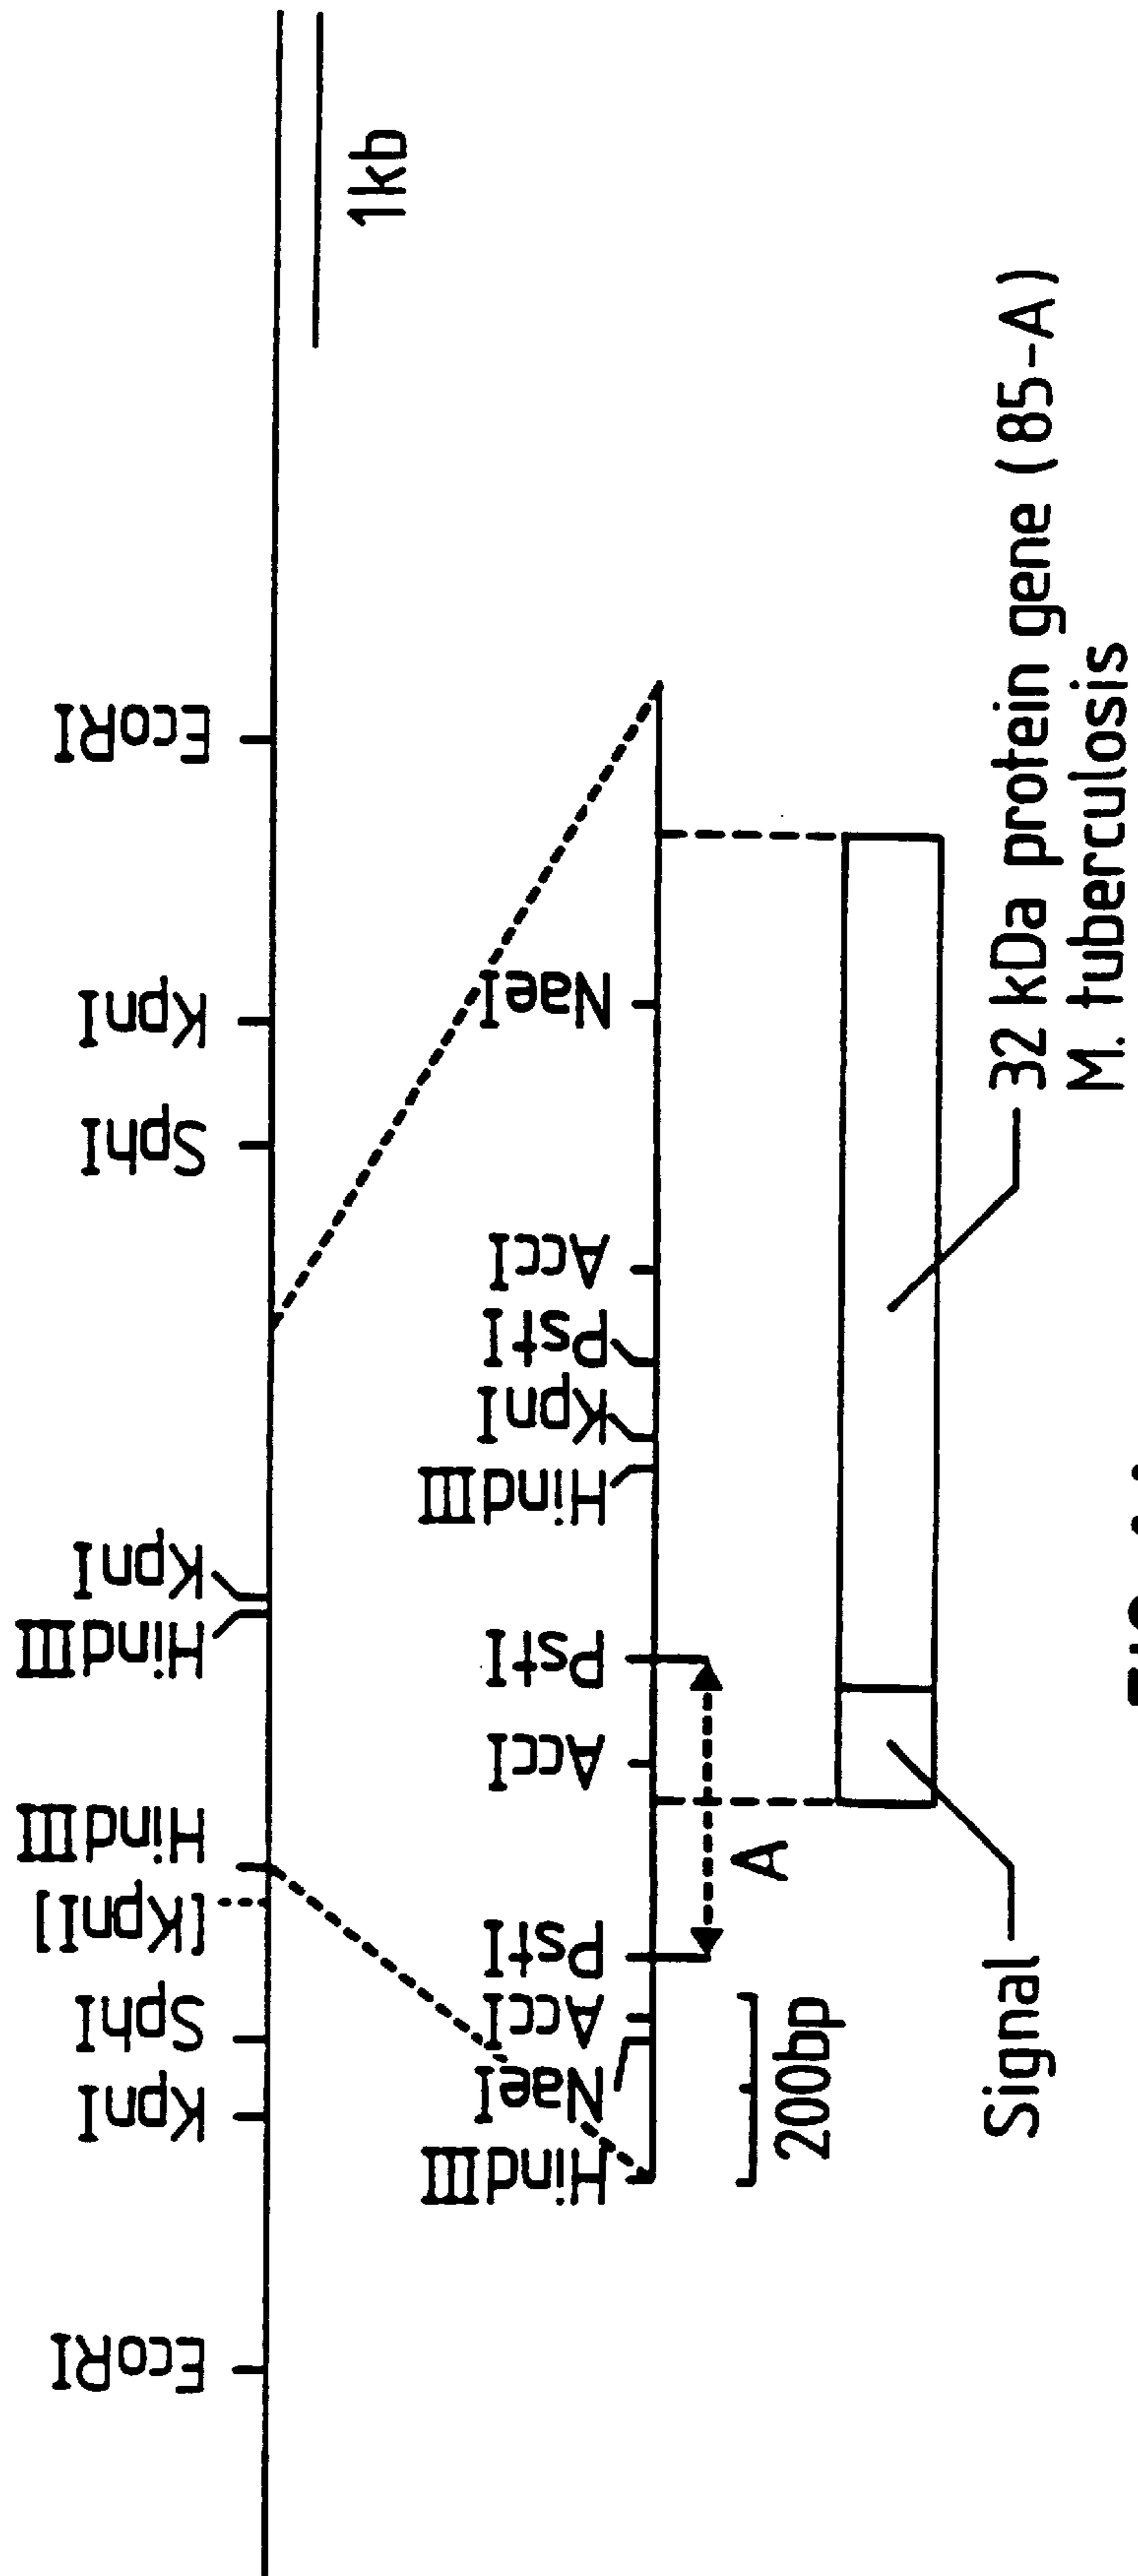 EcoRI
KpnI
SphI
[KpnI]
HindIII
HindIII
KpnI
SphI
KpnI
EcoRI
1kb
HindIII
NaeI
AccI
PstI
AccI
PstI
HindIII
KpnI
PstI
AccI
NaeI
200bp
A
Signal
32 kDa protein gene (85-A)
M. tuberculosis